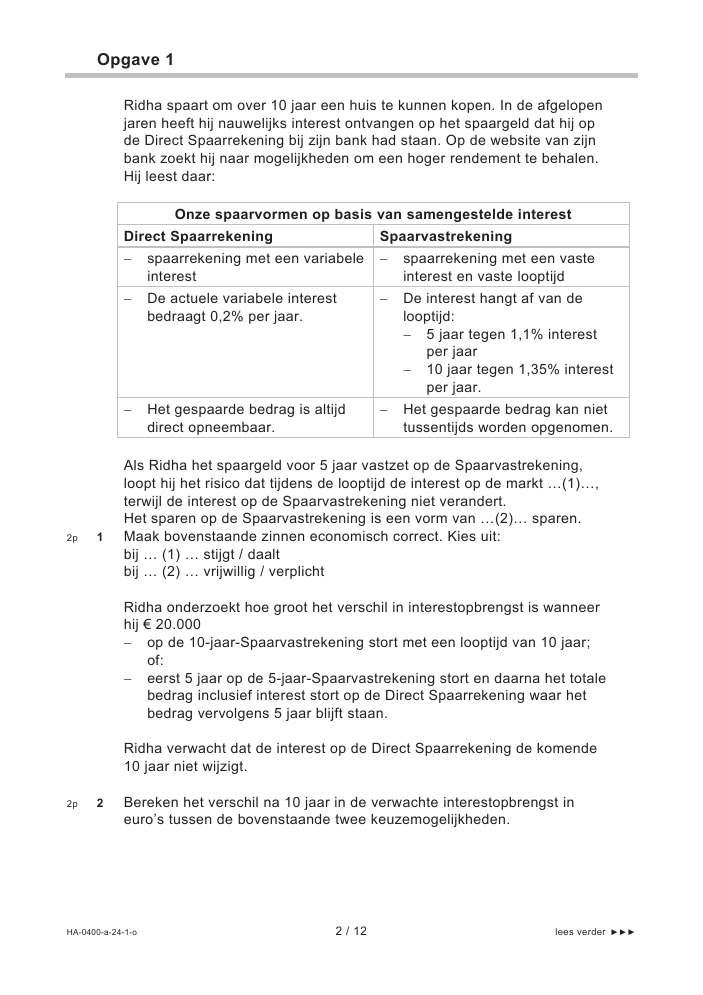 Opgave 1
Ridha spaart om over 10 jaar een huis te kunnen kopen. In de afgelopen
jaren heeft hij nauwelijks interest ontvangen op het spaargeld dat hij op
de Direct Spaarrekening bij zijn bank had staan. Op de website van zijn
bank zoekt hij naar mogelijkheden om een hoger rendement te behalen.
Hij leest daar:
Onze spaarvormen op basis van samengestelde interest
Direct Spaarrekening
– spaarrekening met een variabele
interest
– De actuele variabele interest
bedraagt 0,2% per jaar.
– Het gespaarde bedrag is altijd
direct opneembaar.
Spaarvastrekening
– spaarrekening met een vaste
interest en vaste looptijd
– De interest hangt af van de
looptijd:
– 5 jaar tegen 1,1% interest
per jaar
– 10 jaar tegen 1,35% interest
per jaar.
– Het gespaarde bedrag kan niet
tussentijds worden opgenomen.
Als Ridha het spaargeld voor 5 jaar vastzet op de Spaarvastrekening,
loopt hij het risico dat tijdens de looptijd de interest op de markt …(1)…,
terwijl de interest op de Spaarvastrekening niet verandert.
Het sparen op de Spaarvastrekening is een vorm van …(2)… sparen.
2p 1 Maak bovenstaande zinnen economisch correct. Kies uit:
bij … (1) … stijgt / daalt
bij … (2) … vrijwillig / verplicht
Ridha onderzoekt hoe groot het verschil in interestopbrengst is wanneer
hij € 20.000
– op de 10-jaar-Spaarvastrekening stort met een looptijd van 10 jaar;
of:
– eerst 5 jaar op de 5-jaar-Spaarvastrekening stort en daarna het totale
bedrag inclusief interest stort op de Direct Spaarrekening waar het
bedrag vervolgens 5 jaar blijft staan.
Ridha verwacht dat de interest op de Direct Spaarrekening de komende
10 jaar niet wijzigt.
2p 2 Bereken het verschil na 10 jaar in de verwachte interestopbrengst in
euro's tussen de bovenstaande twee keuzemogelijkheden.
HA-0400-a-24-1-o 2 / 12 lees verder ►►►